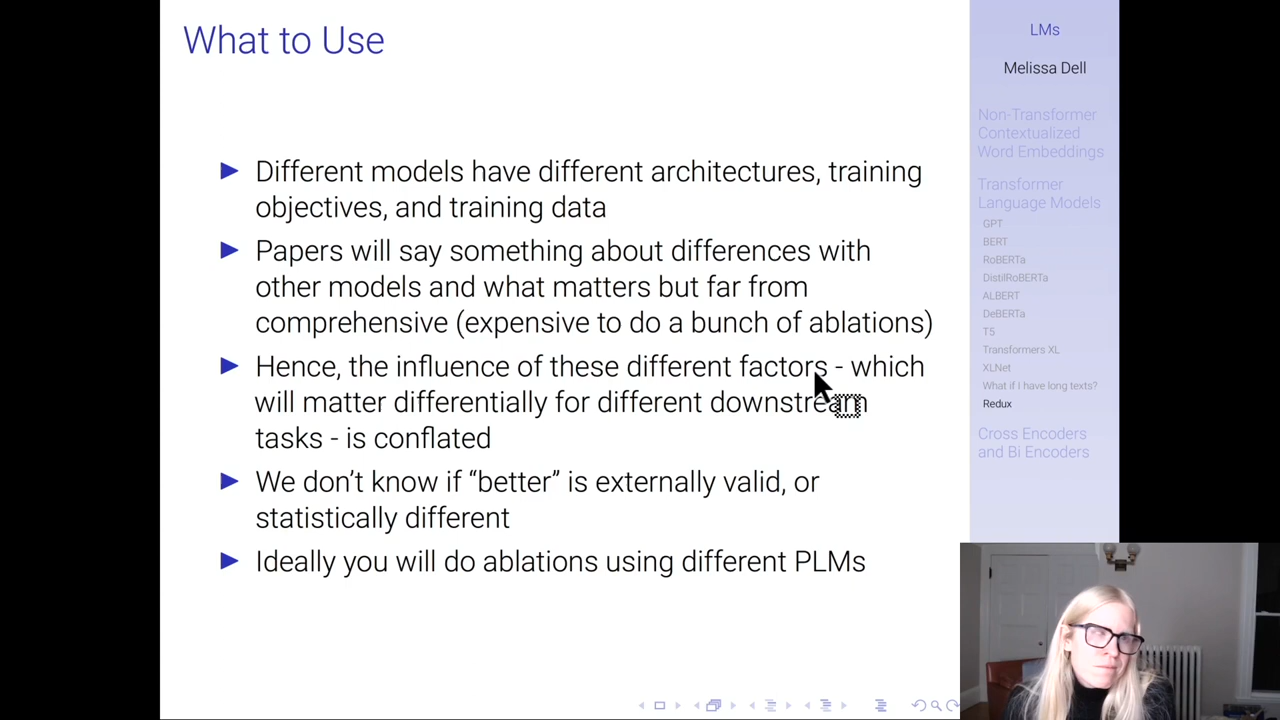 What to Use
Different models have different architectures, training
objectives, and training data
Papers will say something about differences with
other models and what matters but far from
comprehensive (expensive to do a bunch of ablations)
Hence, the influence of these different factors - which
will matter differentially for different downstream
tasks - is conflated
We don't know if “better” is externally valid, or
statistically different
Ideally you will do ablations using different PLMs
LMs
Melissa Dell
Non-Transformer
Contextualized
Word Embeddings
Transformer
Language Models
GPT
BERT
RoBERTa
DistilRoBERTa
ALBERT
DeBERTa
T5
Transformers XL
XLNet
What if i have long texts?
Redux
Cross Encoders
and Bi Encoders